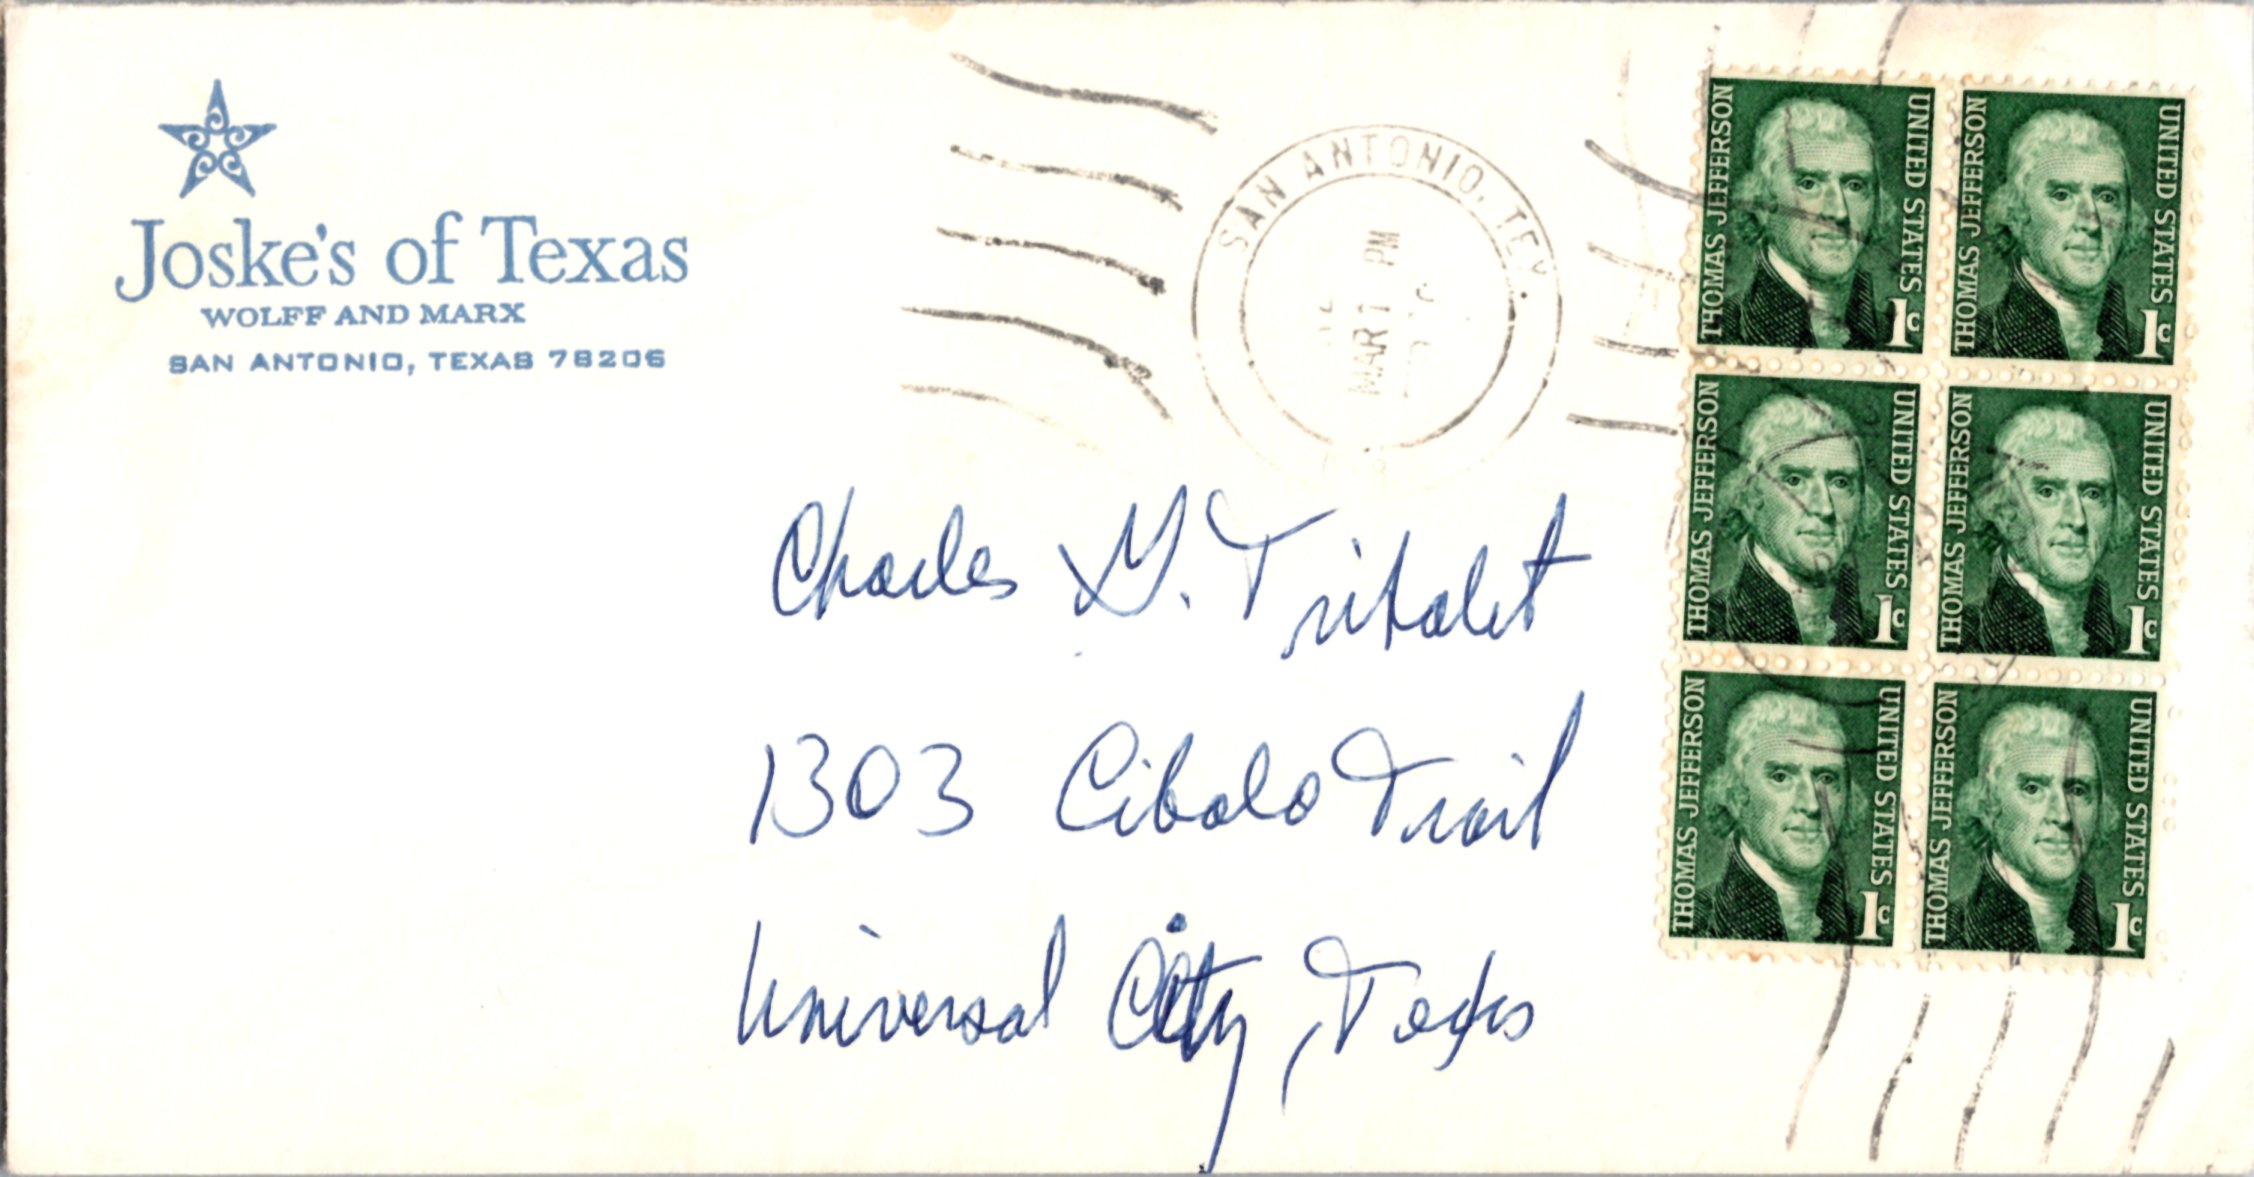 Joske's of Texas
WOLFF AND MARX
SAN ANTONIO, TEXAS 78206
SAN ANTONIO, TEX.
PM
MAR 1
Charles G. Tribolet
1303 Cibolo Trail
Universal City, Texas
THOMAS JEFFERSON
UNITED STATES
1c
THOMAS JEFFERSON
UNITED STATES
1c
THOMAS JEFFERSON
UNITED STATES
1c
THOMAS JEFFERSON
UNITED STATES
1c
THOMAS JEFFERSON
UNITED STATES
1c
THOMAS JEFFERSON
UNITED STATES
1c